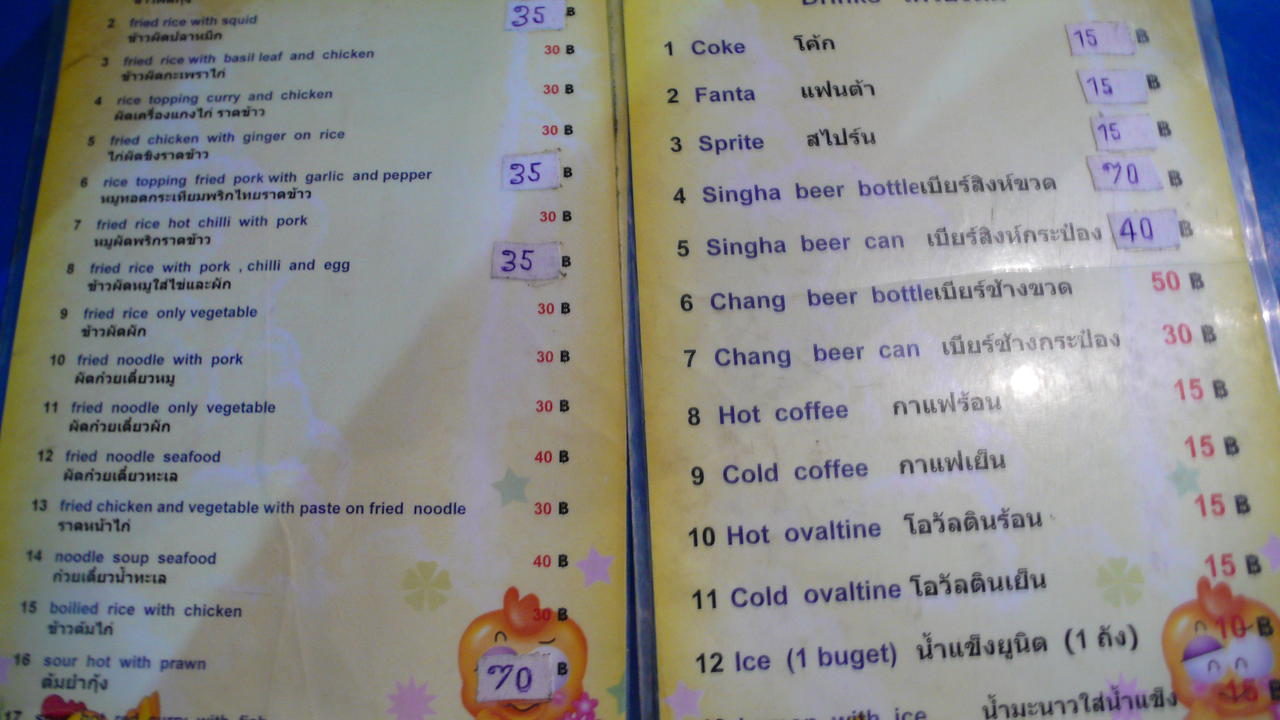 2 fried rice with squid 35 ฿
ข้าวผัดปลาหมึก
3 fried rice with basil leaf and chicken 30 ฿
ข้าวผัดกะเพราไก่
4 rice topping curry and chicken 30 ฿
ผัดเครื่องแกงไก่ ราดข้าว
5 fried chicken with ginger on rice 30 ฿
ไก่ผัดขิงราดข้าว
6 rice topping fried pork with garlic and pepper 35 ฿
หมูทอดกระเทียมพริกไทยราดข้าว
7 fried rice hot chilli with pork 30 ฿
หมูผัดพริกราดข้าว
8 fried rice with pork , chilli and egg 35 ฿
ข้าวผัดหมูใส่ไข่และผัก
9 fried rice only vegetable 30 ฿
ข้าวผัดผัก
10 fried noodle with pork 30 ฿
ผัดก๋วยเตี่ยวหมู
11 fried noodle only vegetable 30 ฿
ผัดก๋วยเตี่ยวผัก
12 fried noodle seafood 40 ฿
ผัดก๋วยเตี่ยวทะเล
13 fried chicken and vegetable with paste on fried noodle 30 ฿
ราดหน้าไก่
14 noodle soup seafood 40 ฿
ก๋วยเตี่ยวน้ำทะเล
15 boilied rice with chicken 30 ฿
ข้าวต้มไก่
16 sour hot with prawn 70 ฿
ต้มยำกุ้ง
17
1 Coke โค้ก 15 ฿
2 Fanta แฟนต้า 15 ฿
3 Sprite สไปร์น 15 ฿
4 Singha beer bottleเบียร์สิงห์ขวด 70 ฿
5 Singha beer can เบียร์สิงห์กระป๋อง 40 ฿
6 Chang beer bottleเบียร์ช้างขวด 50 ฿
7 Chang beer can เบียร์ช้างกระป๋อง 30 ฿
8 Hot coffee กาแฟร้อน 15 ฿
9 Cold coffee กาแฟเย็น 15 ฿
10 Hot ovaltine โอวัลตินร้อน 15 ฿
11 Cold ovaltine โอวัลตินเย็น 15 ฿
12 Ice (1 buget) น้ำแข็งยูนิต (1 ถัง) 10 ฿
with ice น้ำมะนาวใส่น้ำแข็ง 15